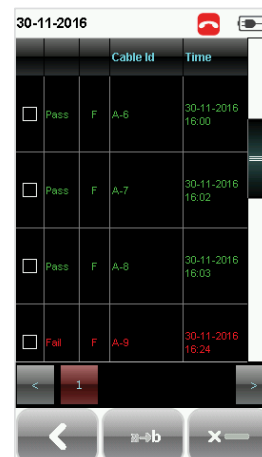 30-11-2016
Cable Id Time
Pass F A-6 30-11-2016
16:00
Pass F A-7 30-11-2016
16:02
Pass F A-8 30-11-2016
16:03
Fail F A-9 30-11-2016
16:24
< 1 >